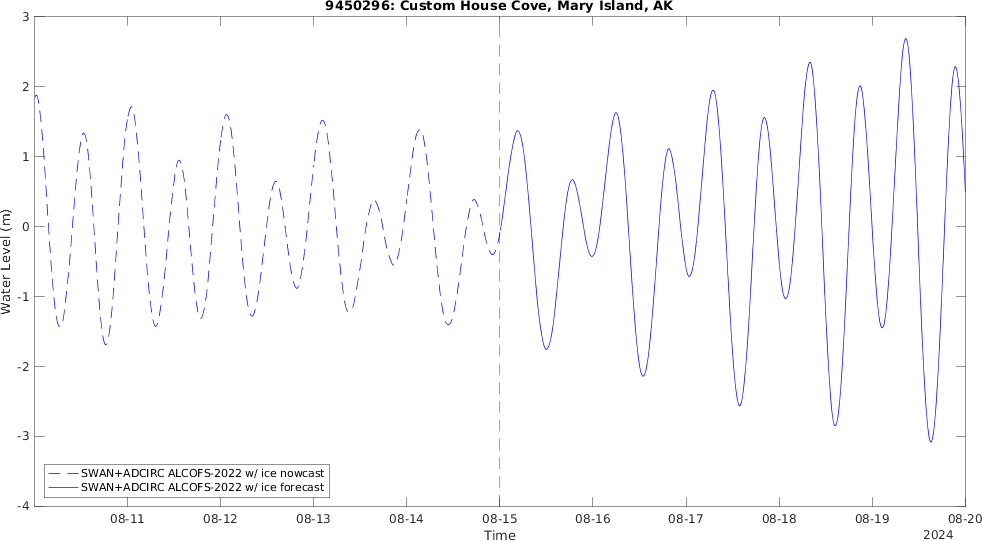 9450296: Custom House Cove, Mary Island, AK
3
2
1
0
-1
-2
-3
-4
Water Level (m)
SWAN+ADCIRC ALCOFS-2022 w/ ice nowcast
SWAN+ADCIRC ALCOFS-2022 w/ ice forecast
08-11 08-12 08-13 08-14 08-15 08-16 08-17 08-18 08-19 08-20
Time
2024